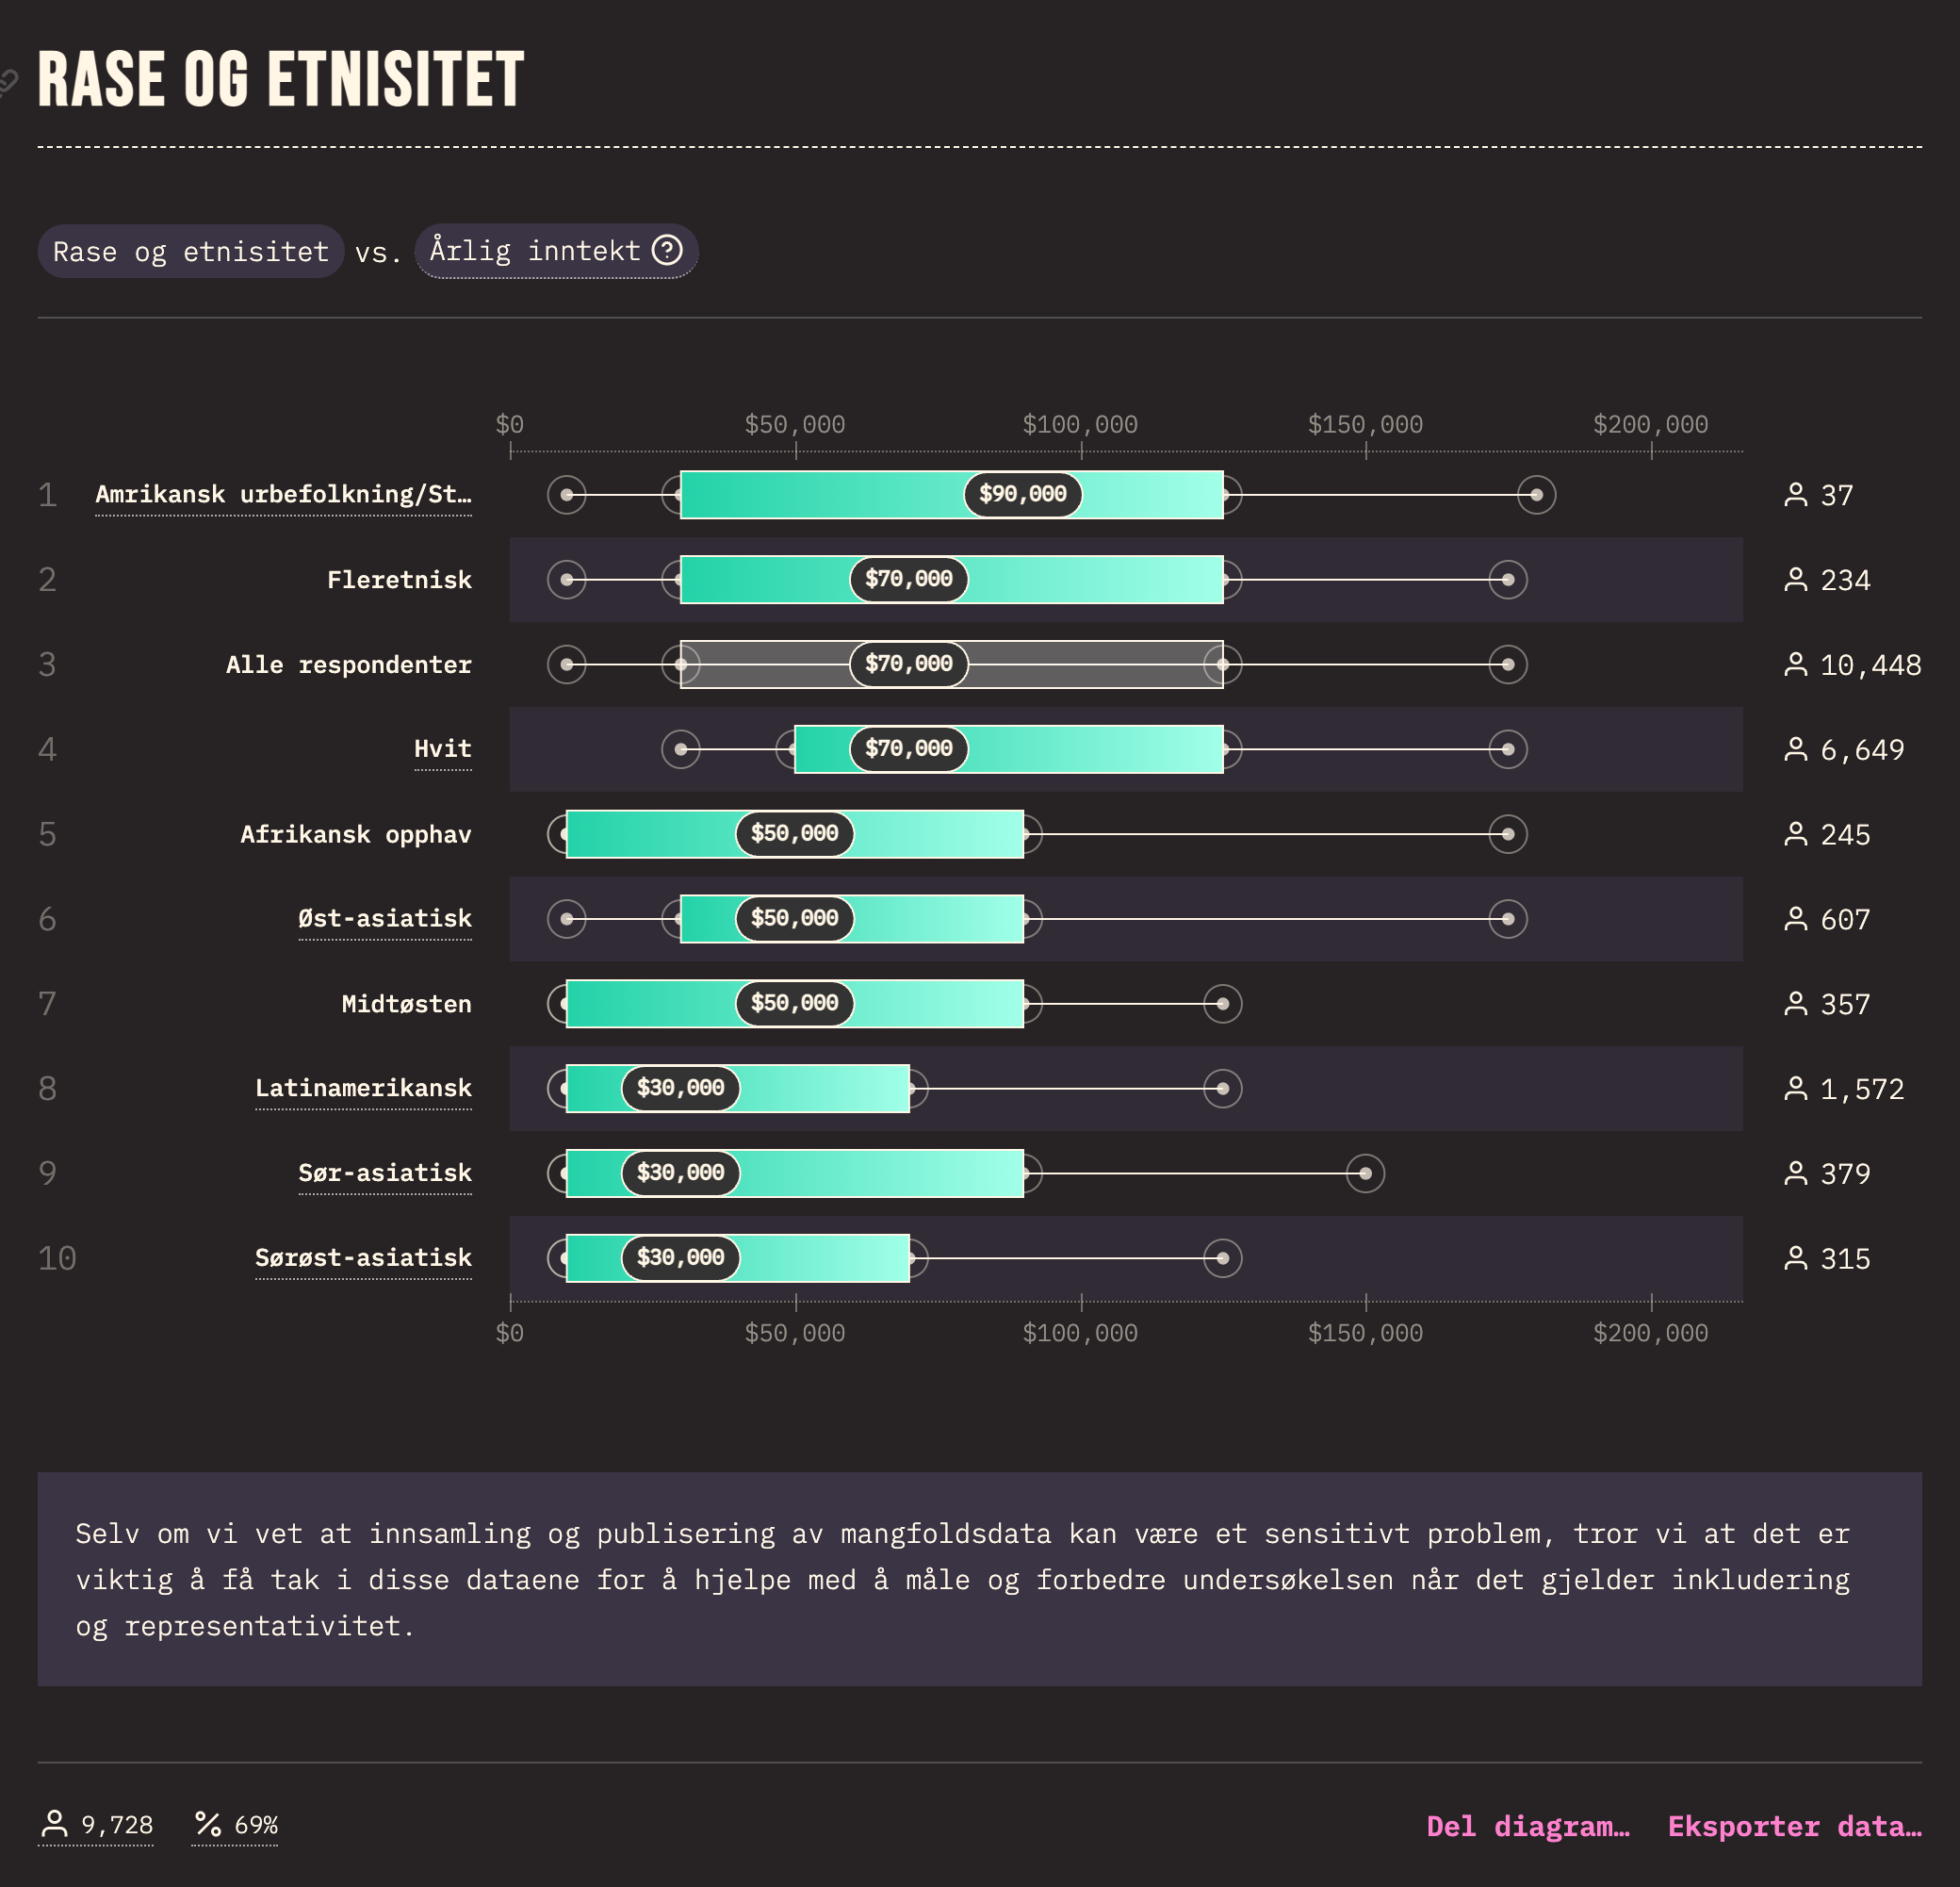 RASE OG ETNISITET
Rase og etnisitet vs. Årlig inntekt ?
$0 $50,000 $100,000 $150,000 $200,000
1 Amrikansk urbefolkning/St… $90,000 37
2 Fleretnisk $70,000 234
3 Alle respondenter $70,000 10,448
4 Hvit $70,000 6,649
5 Afrikansk opphav $50,000 245
6 Øst-asiatisk $50,000 607
7 Midtøsten $50,000 357
8 Latinamerikansk $30,000 1,572
9 Sør-asiatisk $30,000 379
10 Sørøst-asiatisk $30,000 315
$0 $50,000 $100,000 $150,000 $200,000
Selv om vi vet at innsamling og publisering av mangfoldsdata kan være et sensitivt problem, tror vi at det er
viktig å få tak i disse dataene for å hjelpe med å måle og forbedre undersøkelsen når det gjelder inkludering
og representativitet.
9,728 % 69% Del diagram… Eksporter data…